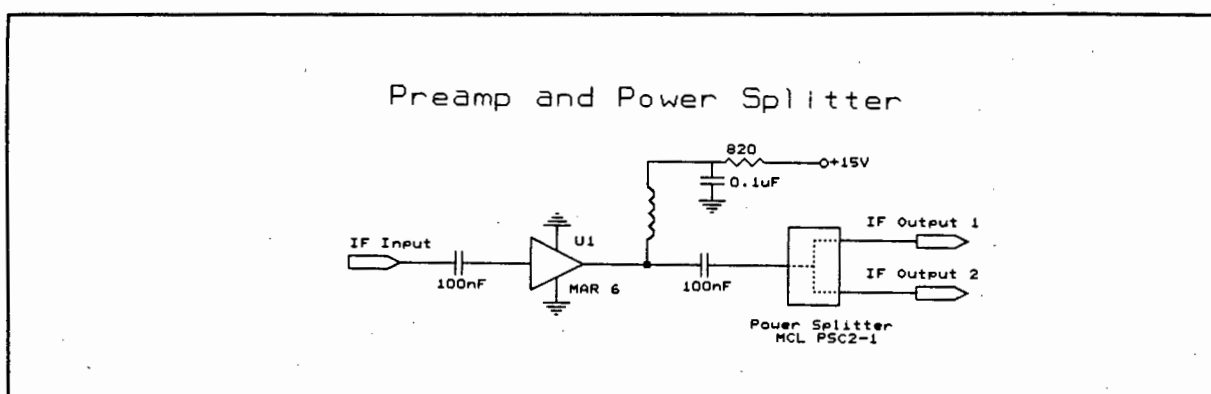 Preamp and Power Splitter
820
+15V
0.1uF
IF Output 1
IF Input
U1
IF Output 2
100nF
MAR 6
100nF
Power Splitter
MCL PSC2-1